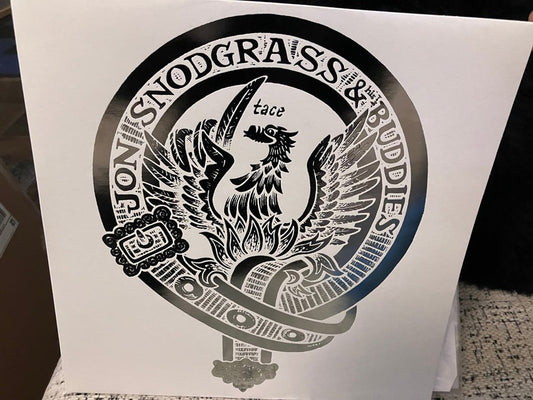 JON SNODGRASS & BUDDIES
tace